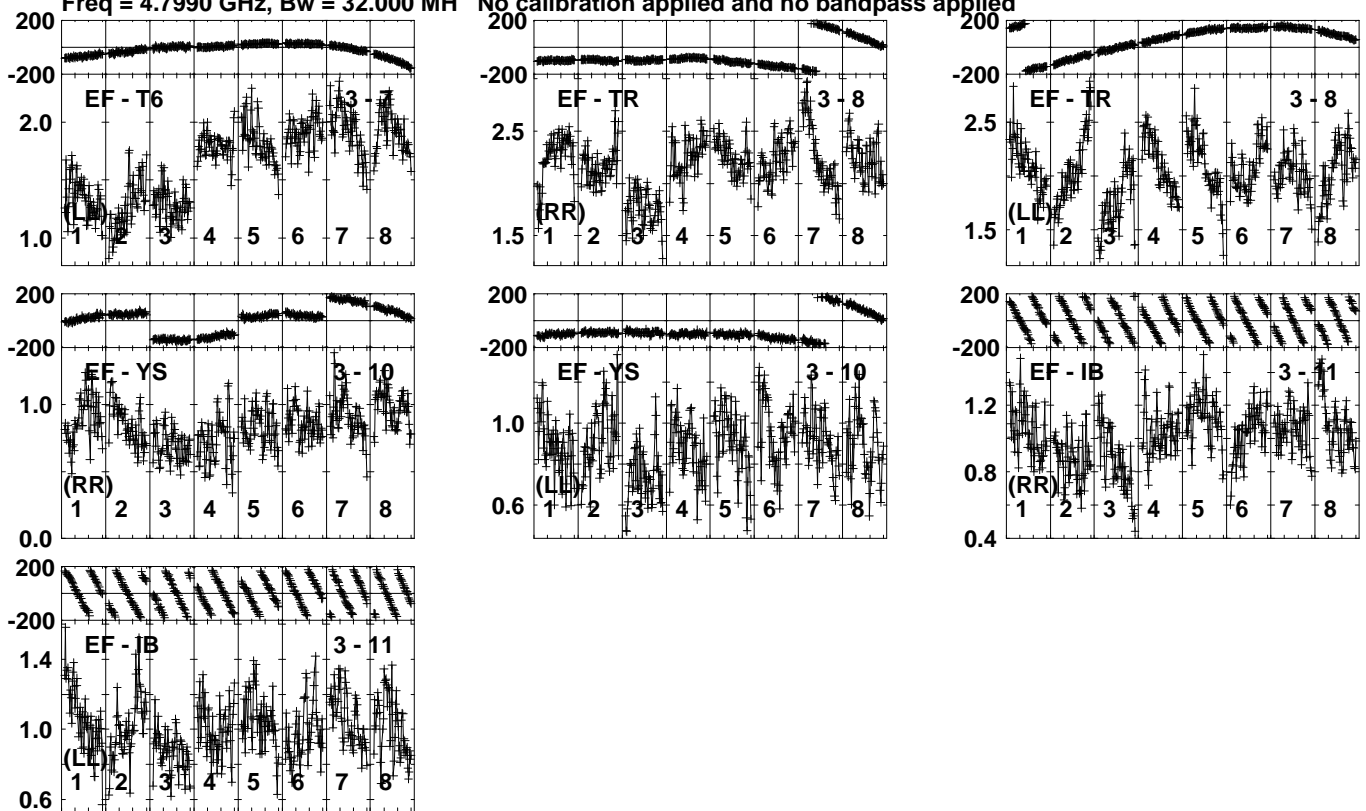 Freq = 4.7990 GHz, Bw = 32.000 MH No calibration applied and no bandpass applied
200
-200
EF - T6 3 - 7
2.0
1.0
(LL)
1 2 3 4 5 6 7 8
EF - TR 3 - 8
2.5
1.5
(RR)
1 2 3 4 5 6 7 8
EF - TR 3 - 8
2.5
1.5
(LL)
1 2 3 4 5 6 7 8
200
-200
EF - YS 3 - 10
1.0
0.0
(RR)
1 2 3 4 5 6 7 8
200
-200
EF - YS 3 - 10
1.0
0.6
(LL)
1 2 3 4 5 6 7 8
200
-200
EF - IB 3 - 11
1.2
0.8
0.4
(RR)
1 2 3 4 5 6 7 8
200
-200
EF - IB 3 - 11
1.4
1.0
0.6
(LL)
1 2 3 4 5 6 7 8